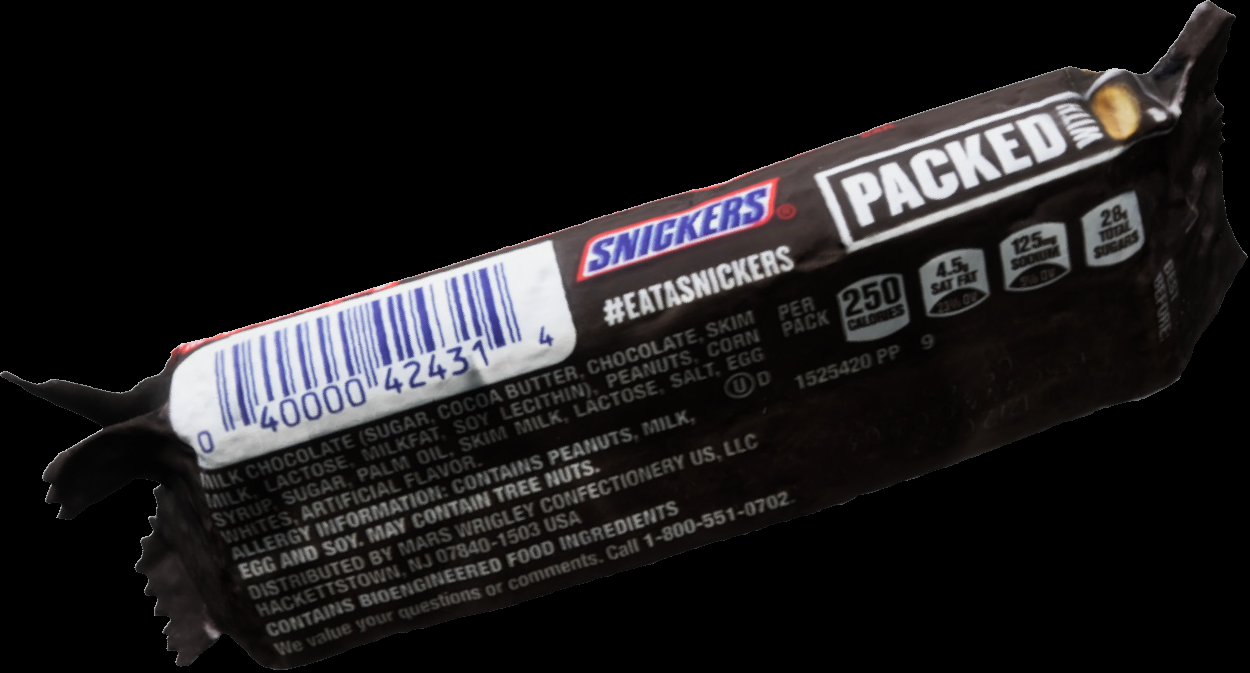 SNICKERS®
#EATASNICKERS
PACKED
WITH
0 40000 42431 4
PER
PACK
250
CALORIES
4.5g
SAT FAT
23% DV
125mg
SODIUM
5% DV
28g
TOTAL
SUGARS
1525420 PP 9
MILK CHOCOLATE (SUGAR, COCOA BUTTER, CHOCOLATE, SKIM
MILK, LACTOSE, MILKFAT, SOY LECITHIN), PEANUTS, CORN
SYRUP, SUGAR, PALM OIL, SKIM MILK, LACTOSE, SALT, EGG
WHITES, ARTIFICIAL FLAVOR.
U D
ALLERGY INFORMATION: CONTAINS PEANUTS, MILK,
EGG AND SOY. MAY CONTAIN TREE NUTS.
DISTRIBUTED BY MARS WRIGLEY CONFECTIONERY US, LLC
HACKETTSTOWN, NJ 07840-1503 USA
CONTAINS BIOENGINEERED FOOD INGREDIENTS
We value your questions or comments. Call 1-800-551-0702.